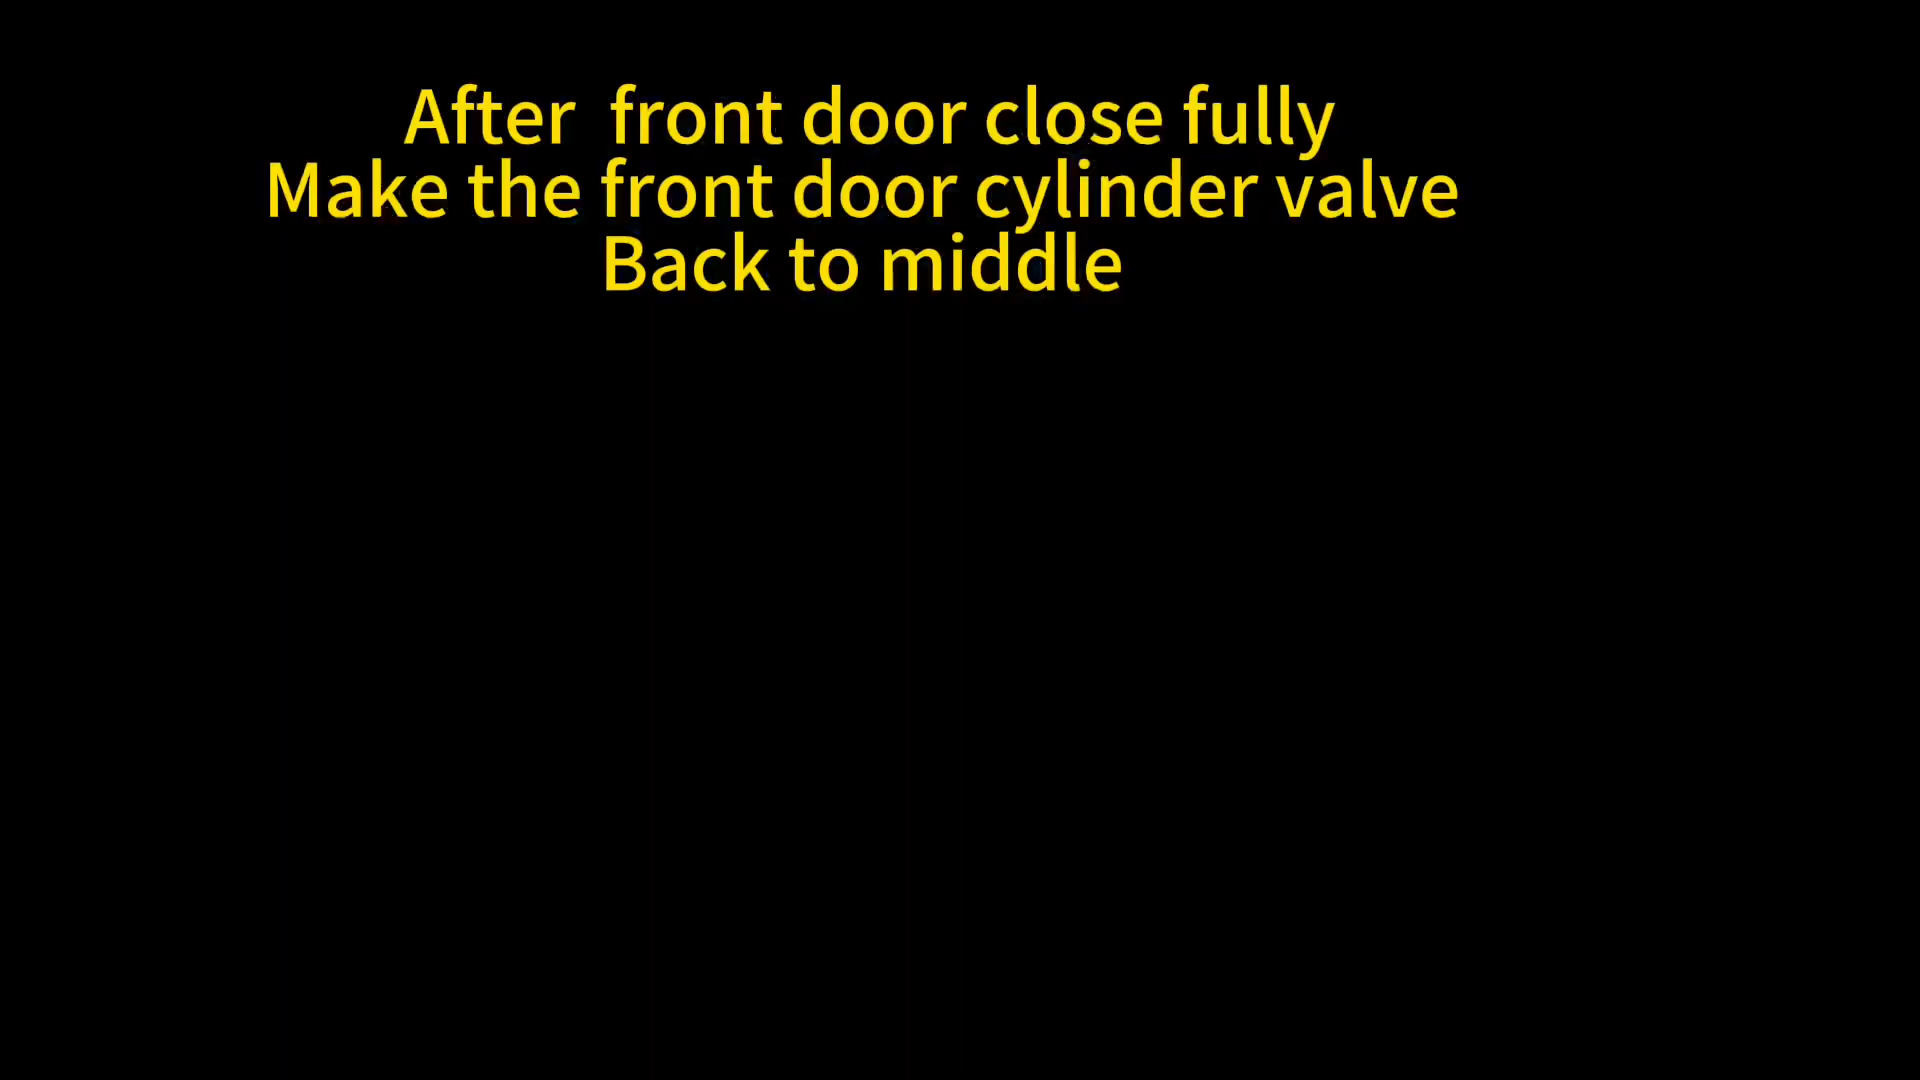 After  front door close fully
Make the front door cylinder valve
Back to middle